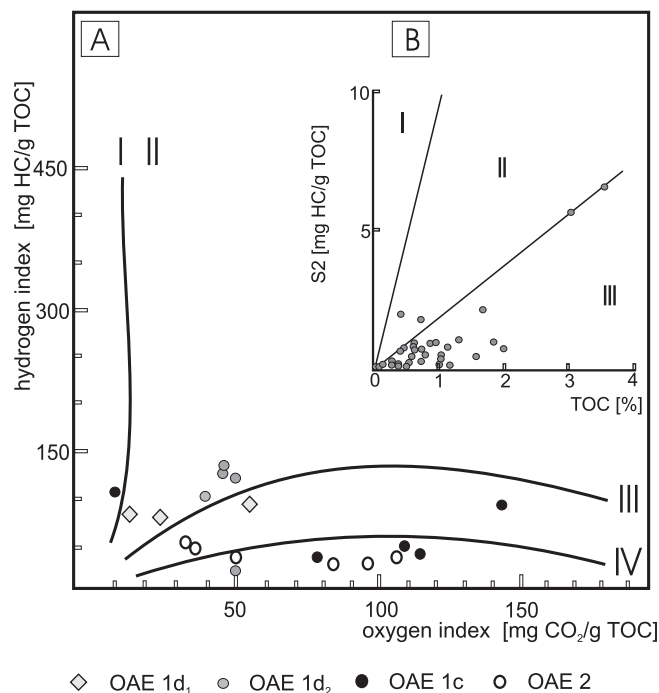 A
B
hydrogen index [mg HC/g TOC]
I II
450
300
150
50 100 150
oxygen index [mg CO₂/g TOC]
III
IV
S2 [mg HC/g TOC]
10
5
I
II
III
0 1 2 3 4
TOC [%]
OAE 1d₁ OAE 1d₂ OAE 1c OAE 2